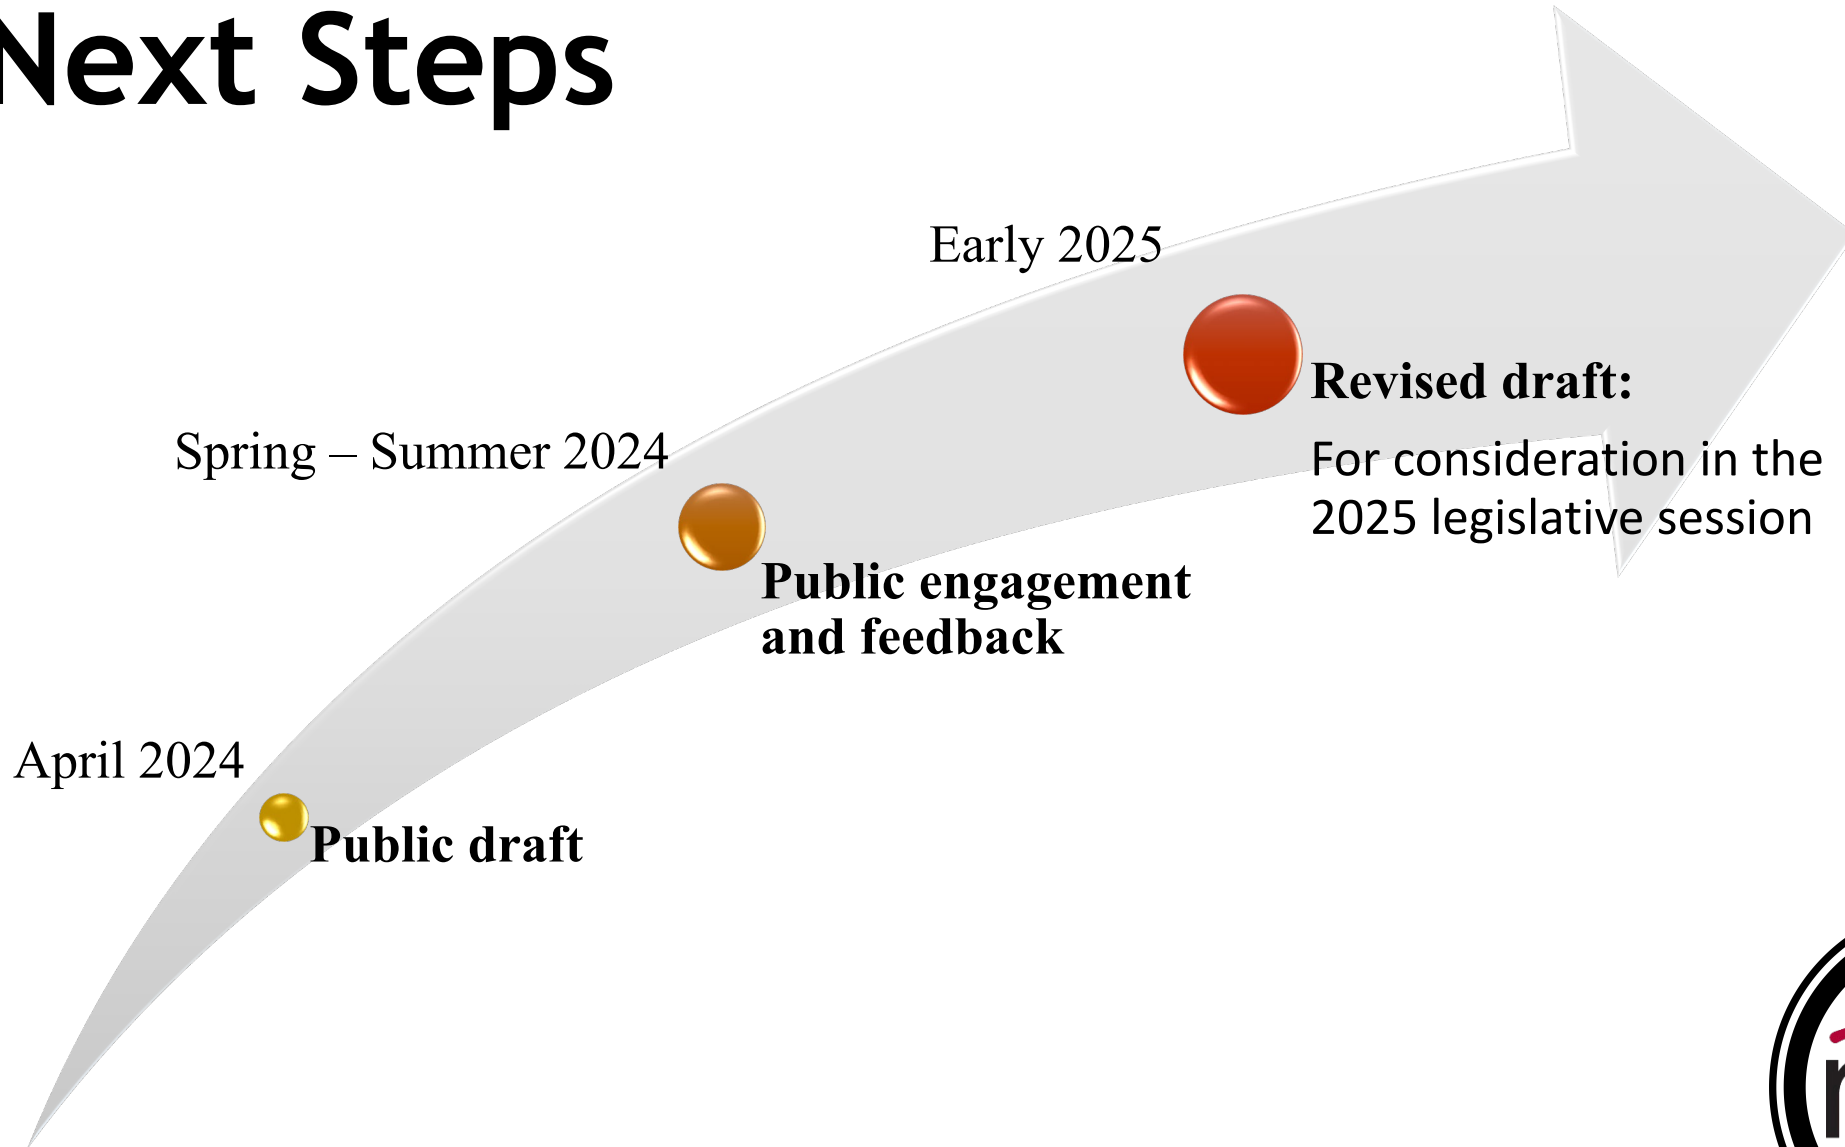 Next Steps
Early 2025
Revised draft:
For consideration in the
2025 legislative session
Spring – Summer 2024
Public engagement
and feedback
April 2024
Public draft